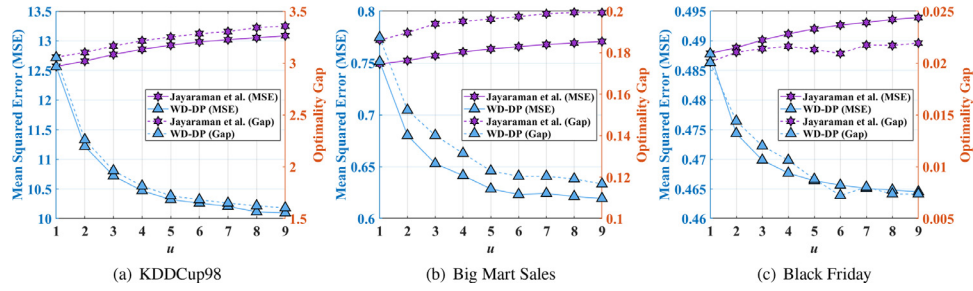 Mean Squared Error (MSE)
13.5
13
12.5
12
11.5
11
10.5
10
Jayaraman et al. (MSE)
WD-DP (MSE)
Jayaraman et al. (Gap)
WD-DP (Gap)
3.5
3
2.5
2
1.5
Optimality Gap
1 2 3 4 5 6 7 8 9
u
(a) KDDCup98
Mean Squared Error (MSE)
0.8
0.75
0.7
0.65
0.6
Jayaraman et al. (MSE)
WD-DP (MSE)
Jayaraman et al. (Gap)
WD-DP (Gap)
0.2
0.18
0.16
0.14
0.12
0.1
Optimality Gap
1 2 3 4 5 6 7 8 9
u
(b) Big Mart Sales
Mean Squared Error (MSE)
0.495
0.49
0.485
0.48
0.475
0.47
0.465
0.46
Jayaraman et al. (MSE)
WD-DP (MSE)
Jayaraman et al. (Gap)
WD-DP (Gap)
0.025
0.02
0.015
0.01
0.005
Optimality Gap
1 2 3 4 5 6 7 8 9
u
(c) Black Friday